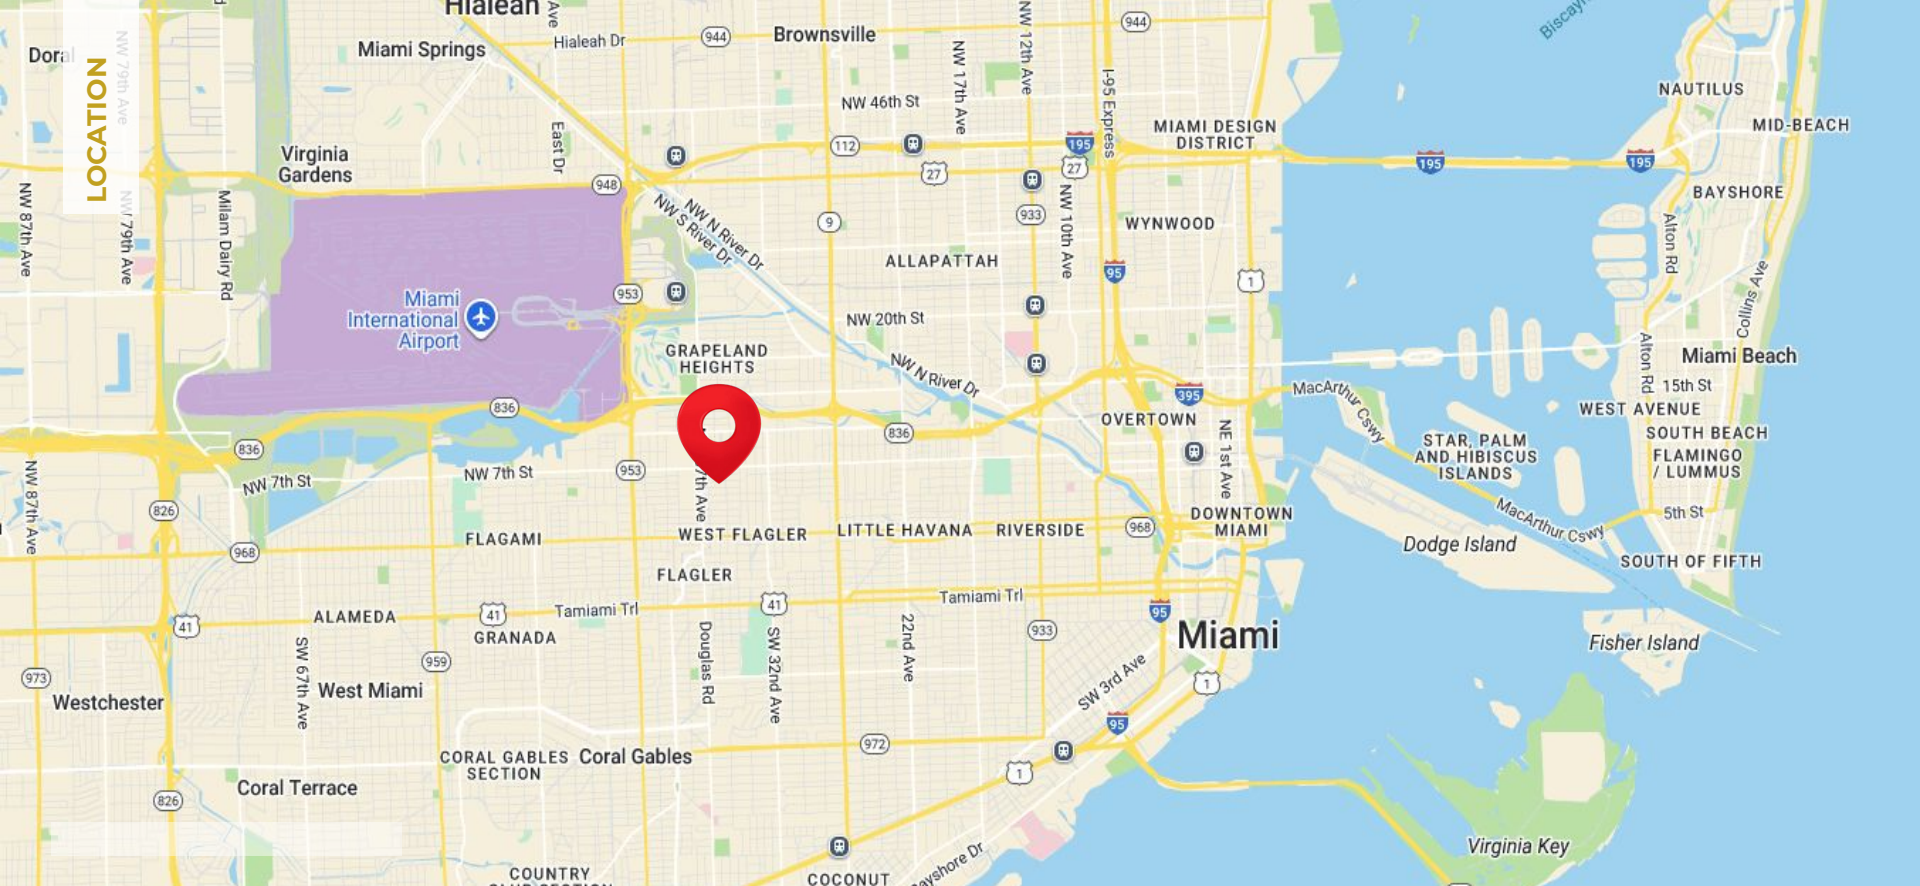 LOCATION
Hialeah
Doral
NW 79th Ave
Miami Springs
Hialeah Dr
944
Brownsville
NW 12th Ave
944
NW 17th Ave
I-95 Express
NAUTILUS
MID-BEACH
NW 46th St
East Dr
112
195
MIAMI DESIGN
DISTRICT
195
195
Virginia
Gardens
948
27
27
BAYSHORE
NW 87th Ave
NW 79th Ave
Milam Dairy Rd
NW N River Dr
NW S River Dr
9
933
NW 10th Ave
WYNWOOD
Alton Rd
ALLAPATTAH
95
1
Collins Ave
Miami
International
Airport
953
NW 20th St
GRAPELAND
HEIGHTS
NW N River Dr
Alton Rd
Miami Beach
15th St
836
395
MacArthur Cswy
WEST AVENUE
836
836
OVERTOWN
NE 1st Ave
STAR, PALM
AND HIBISCUS
ISLANDS
SOUTH BEACH
FLAMINGO
/ LUMMUS
NW 87th Ave
NW 7th St
NW 7th St
953
7th Ave
826
MacArthur Cswy
5th St
DOWNTOWN
MIAMI
968
FLAGAMI
WEST FLAGLER
LITTLE HAVANA
RIVERSIDE
968
Dodge Island
SOUTH OF FIFTH
FLAGLER
41
ALAMEDA
41
Tamiami Trl
41
Tamiami Trl
95
GRANADA
Douglas Rd
SW 32nd Ave
22nd Ave
933
Miami
Fisher Island
973
Westchester
SW 67th Ave
West Miami
959
SW 3rd Ave
1
95
CORAL GABLES
SECTION
Coral Gables
972
1
826
Coral Terrace
Virginia Key
COUNTRY
COCONUT